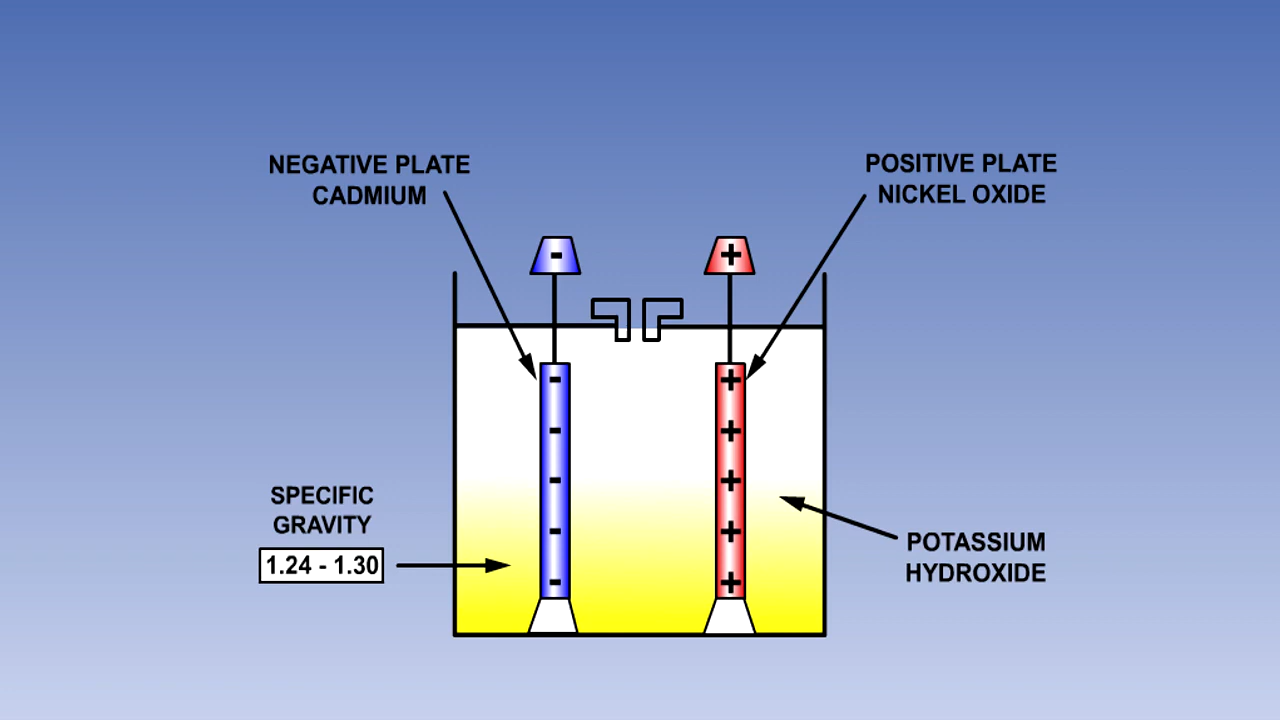 NEGATIVE PLATE
CADMIUM
POSITIVE PLATE
NICKEL OXIDE
-
+
-
+
-
+
-
+
-
+
-
+
SPECIFIC
GRAVITY
1.24 - 1.30
POTASSIUM
HYDROXIDE